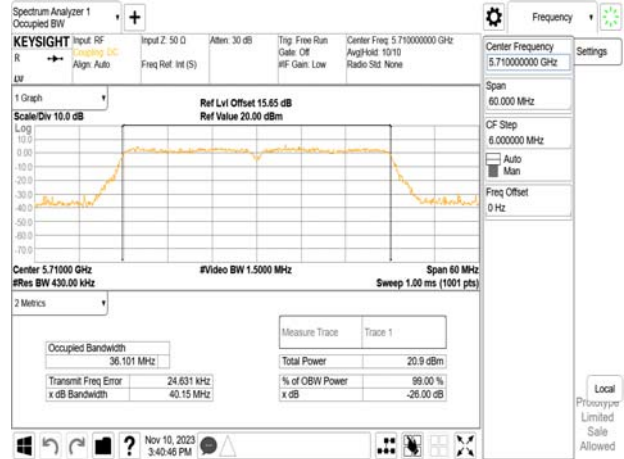 Spectrum Analyzer 1
Occupied BW
Frequency
KEYSIGHT
Input: RF
Coupling: DC
Align: Auto
Input Z: 50 Ω
Freq Ref: Int (S)
Atten: 30 dB
Trig: Free Run
Gate: Off
#IF Gain: Low
Center Freq: 5.710000000 GHz
Avg|Hold: 10/10
Radio Std: None
R
LXI
Center Frequency
5.710000000 GHz
Settings
Span
60.000 MHz
CF Step
6.000000 MHz
Auto
Man
Freq Offset
0 Hz
1 Graph
Scale/Div 10.0 dB
Ref Lvl Offset 15.65 dB
Ref Value 20.00 dBm
Log
10.0
0.00
-10.0
-20.0
-30.0
-40.0
-50.0
-60.0
-70.0
Center 5.71000 GHz
#Video BW 1.5000 MHz
Span 60 MHz
#Res BW 430.00 kHz
Sweep 1.00 ms (1001 pts)
2 Metrics
Measure Trace
Trace 1
Occupied Bandwidth
36.101 MHz
Total Power
20.9 dBm
Transmit Freq Error
24.631 kHz
% of OBW Power
99.00 %
x dB Bandwidth
40.15 MHz
x dB
-26.00 dB
Local
Prototype
Limited
Sale
Allowed
Nov 10, 2023
3:40:46 PM